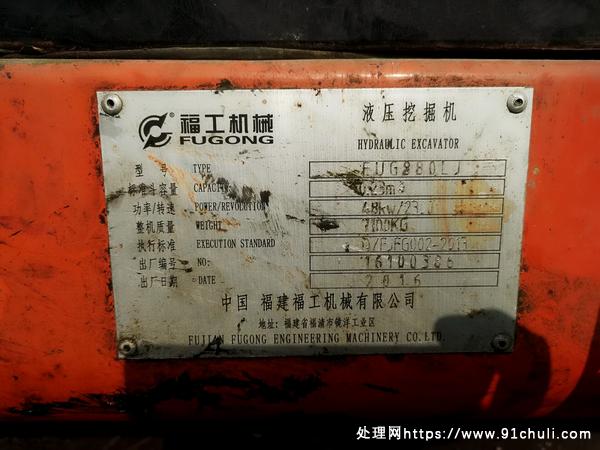 福工机械
FUGONG
液压挖掘机
HYDRAULIC EXCAVATOR
型号 TYPE
标准斗容量 CAPACITY
功率/转速 POWER/REVOLUTION 48kw/
整机质量 WEIGHT 7100KG
执行标准 EXECUTION STANDARD
出厂编号 NO: 16100386
出厂日期 DATE 2016
中国 福建福工机械有限公司
地址: 福建省福清市镜洋工业区
FUJIAN FUGONG ENGINEERING MACHINERY CO.LTD.
处理网https://www.91chuli.com/